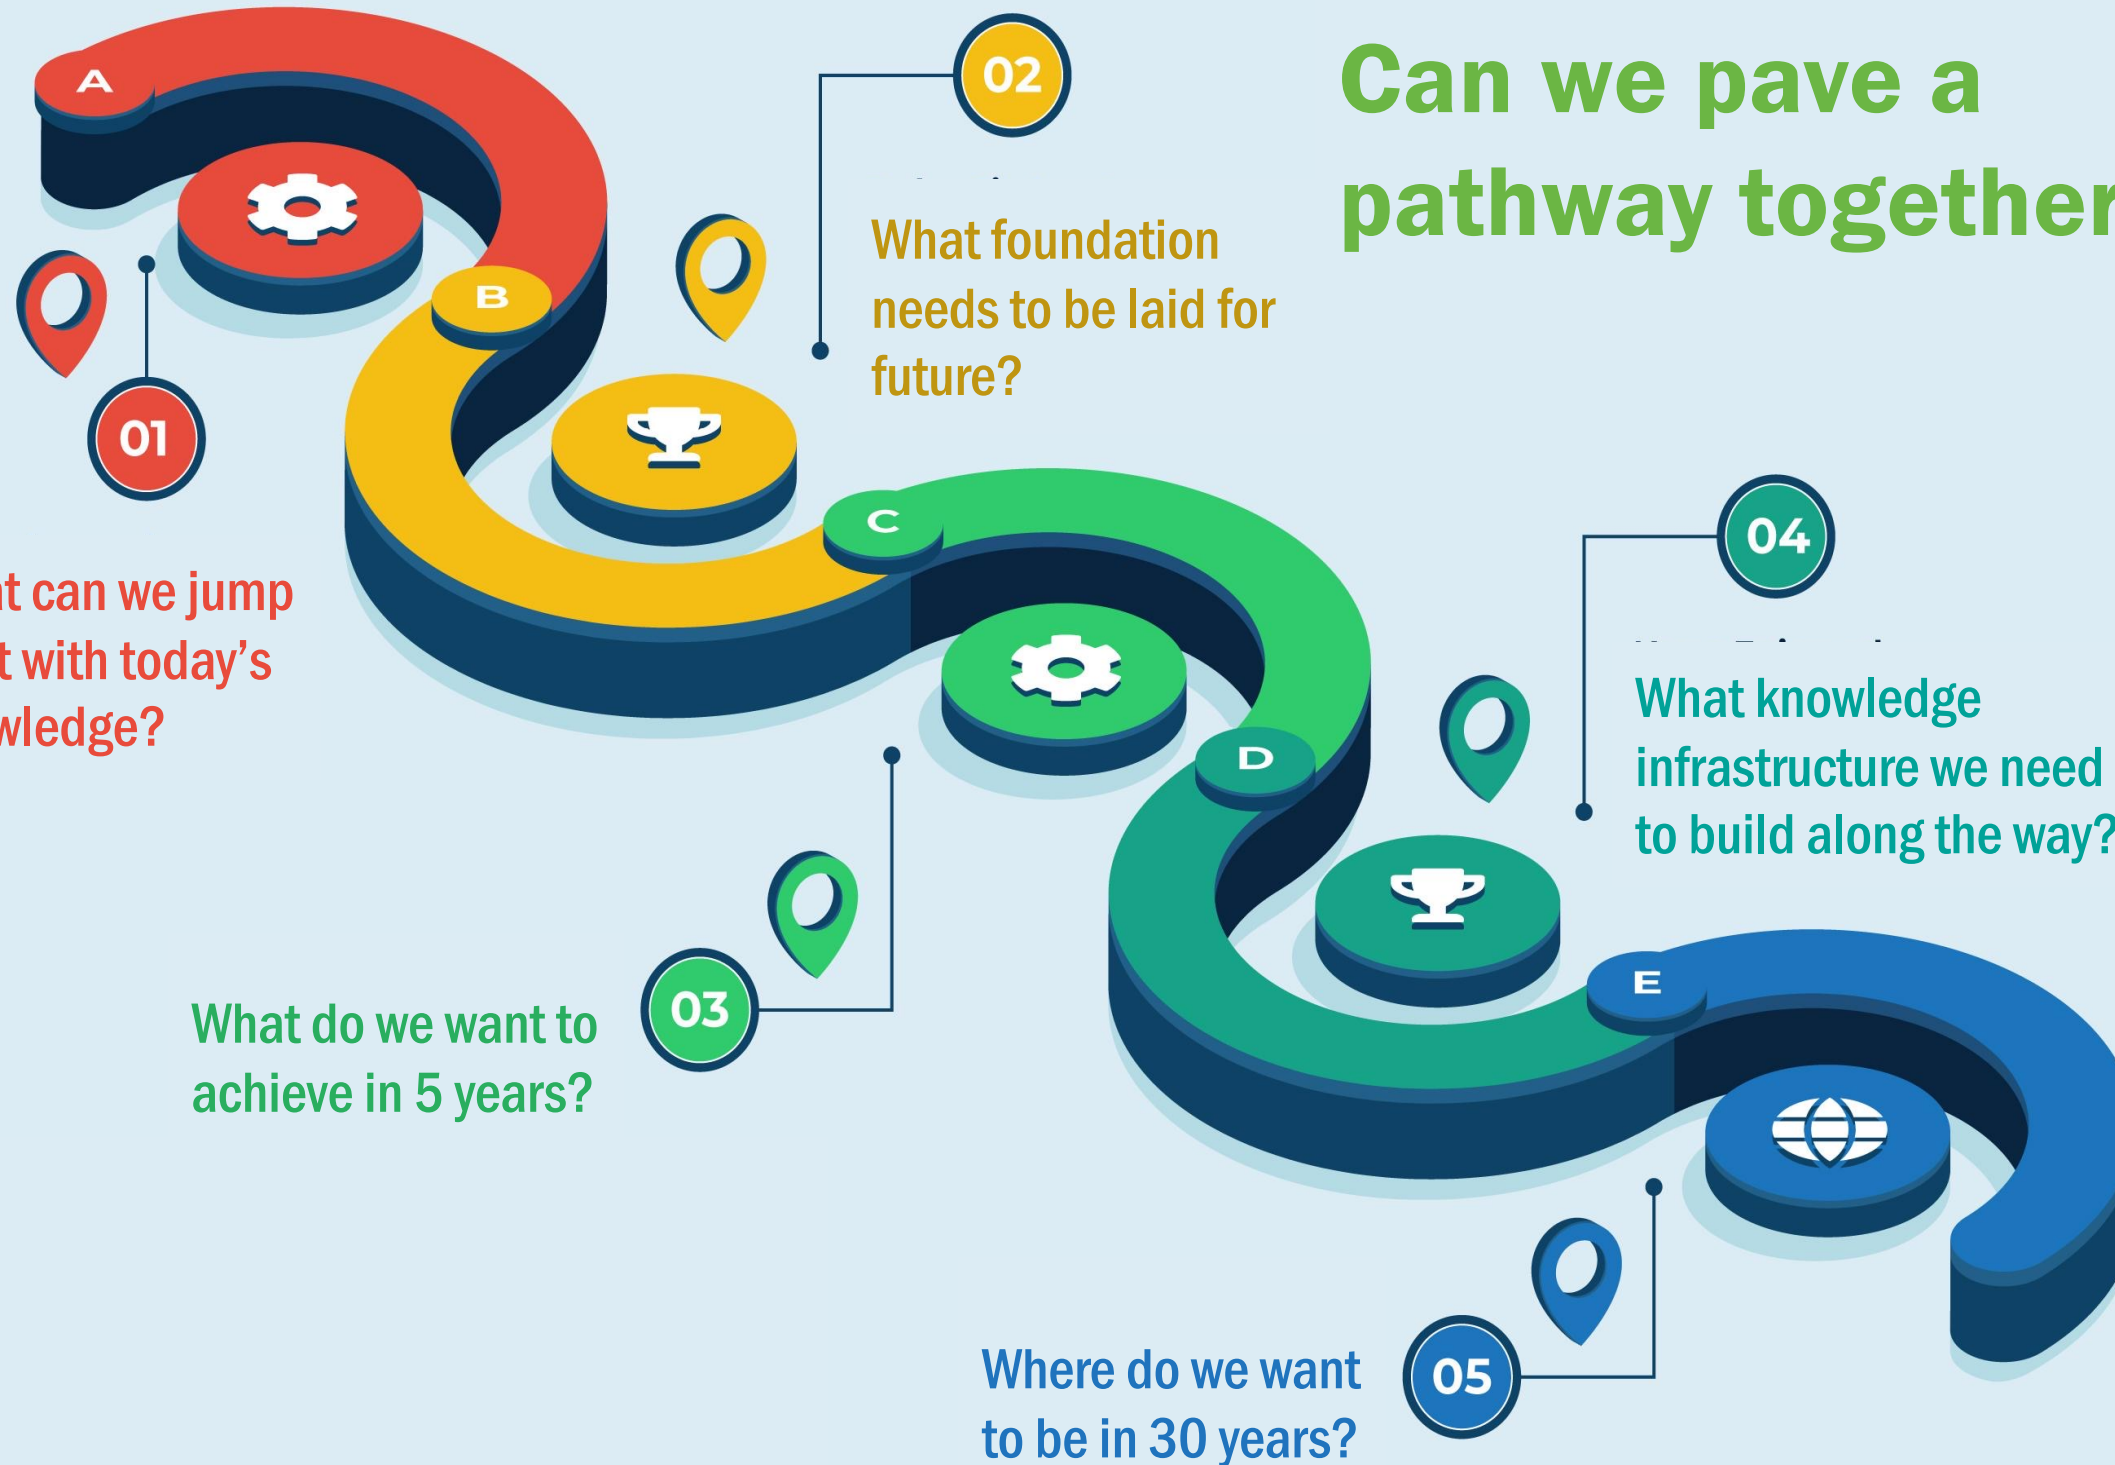 Can we pave a
pathway together
A
B
C
D
E
01
can we jump
with today's
02
What foundation
needs to be laid for
future?
03
What do we want to
achieve in 5 years?
04
What knowledge
infrastructure we need
to build along the way?
05
Where do we want
to be in 30 years?